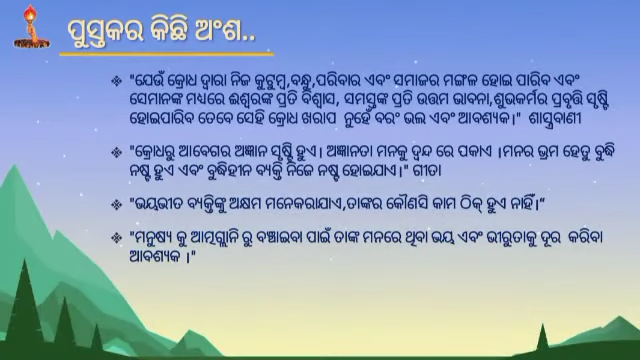 ପୁସ୍ତକର କିଛି ଅଂଶ..
"ଯେଉଁ କ୍ରୋଧ ଦ୍ୱାରା ନିଜ କୁଟୁମ୍ବ,ବନ୍ଧୁ,ପରିବାର ଏବଂ ସମାଜର ମଙ୍ଗଳ ହୋଇ ପାରିବ ଏବଂ
ସେମାନଙ୍କ ମଧ୍ୟରେ ଈଶ୍ୱରଙ୍କ ପ୍ରତି ବିଶ୍ୱାସ, ସମସ୍ତଙ୍କ ପ୍ରତି ଉତ୍ତମ ଭାବନା,ଶୁଭକର୍ମର ପ୍ରବୃତ୍ତି ସୃଷ୍ଟି
ହୋଇପାରିବ ତେବେ ସେହି କ୍ରୋଧ ଖରାପ ନୁହେଁ ବରଂ ଭଲ ଏବଂ ଆବଶ୍ୟକ।" ଶାସ୍ତ୍ରବାଣୀ
"କ୍ରୋଧରୁ ଆବେଗର ଅଜ୍ଞାନ ସୃଷ୍ଟି ହୁଏ। ଅଜ୍ଞାନତା ମନକୁ ଦ୍ୱନ୍ଦ ରେ ପକାଏ ।ମନର ଭ୍ରମ ହେତୁ ବୁଦ୍ଧି
ନଷ୍ଟ ହୁଏ ଏବଂ ବୁଦ୍ଧିହୀନ ବ୍ୟକ୍ତି ନିଜେ ନଷ୍ଟ ହୋଇଯାଏ।" ଗୀତା
"ଭୟଭୀତ ବ୍ୟକ୍ତିଙ୍କୁ ଅକ୍ଷମ ମନେକରାଯାଏ,ତାଙ୍କର କୌଣସି କାମ ଠିକ୍ ହୁଏ ନାହିଁ।"
"ମନୁଷ୍ୟ କୁ ଆତ୍ମଗ୍ଲାନି ରୁ ବଞ୍ଚାଇବା ପାଇଁ ତାଙ୍କ ମନରେ ଥିବା ଭୟ ଏବଂ ଭୀରୁତାକୁ ଦୂର କରିବା
ଆବଶ୍ୟକ ।"